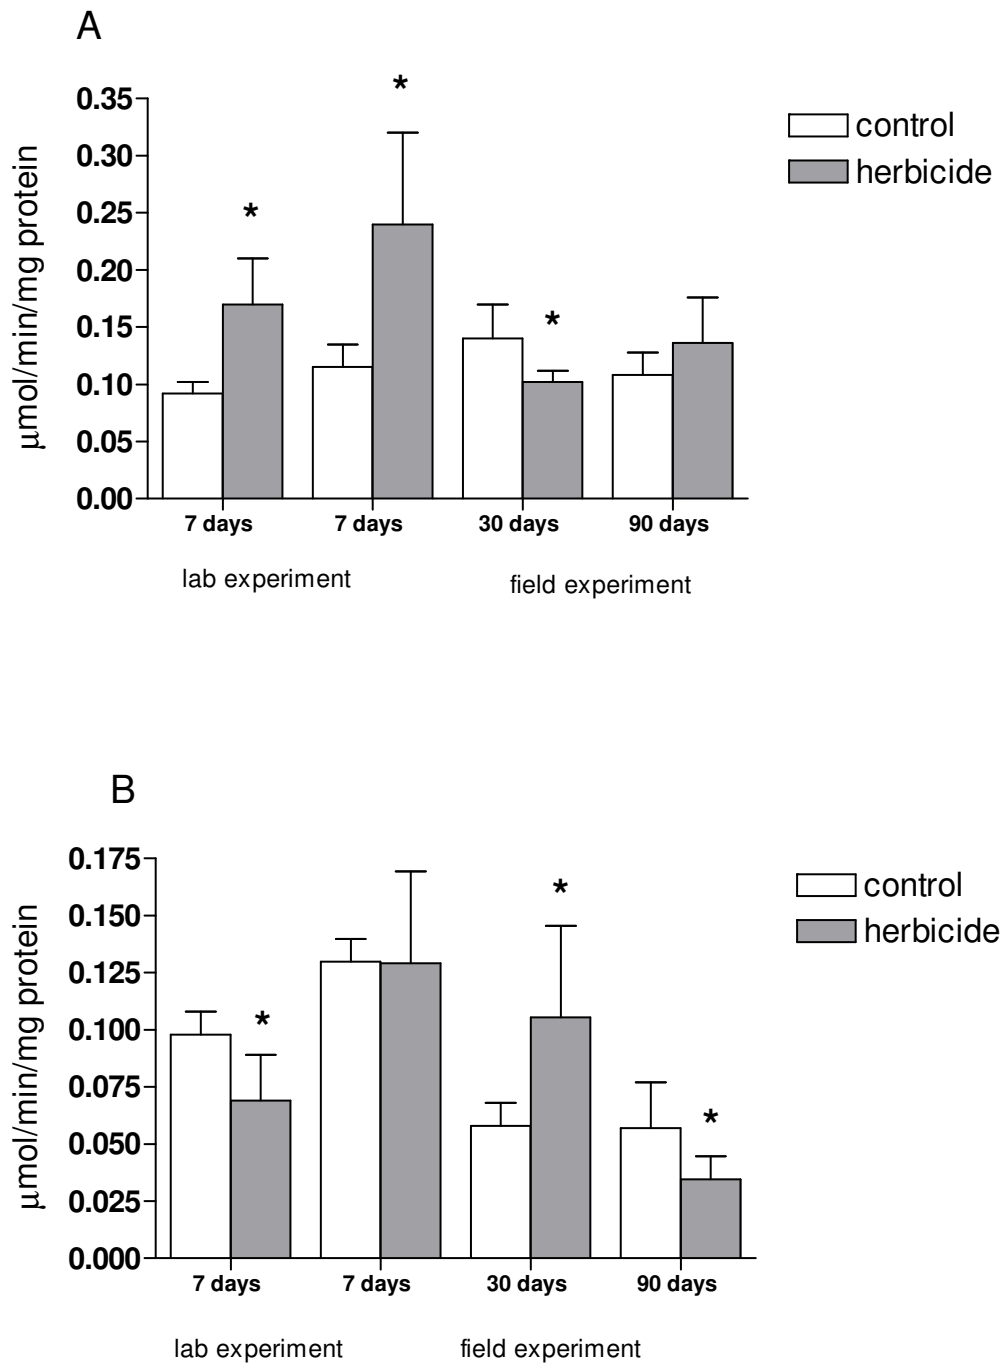 A
*
*
*
0.35
0.30
0.25
0.20
0.15
0.10
0.05
0.00
µmol/min/mg protein
control
herbicide
7 days 7 days 30 days 90 days
lab experiment field experiment
B
*
*
*
0.175
0.150
0.125
0.100
0.075
0.050
0.025
0.000
µmol/min/mg protein
control
herbicide
7 days 7 days 30 days 90 days
lab experiment field experiment